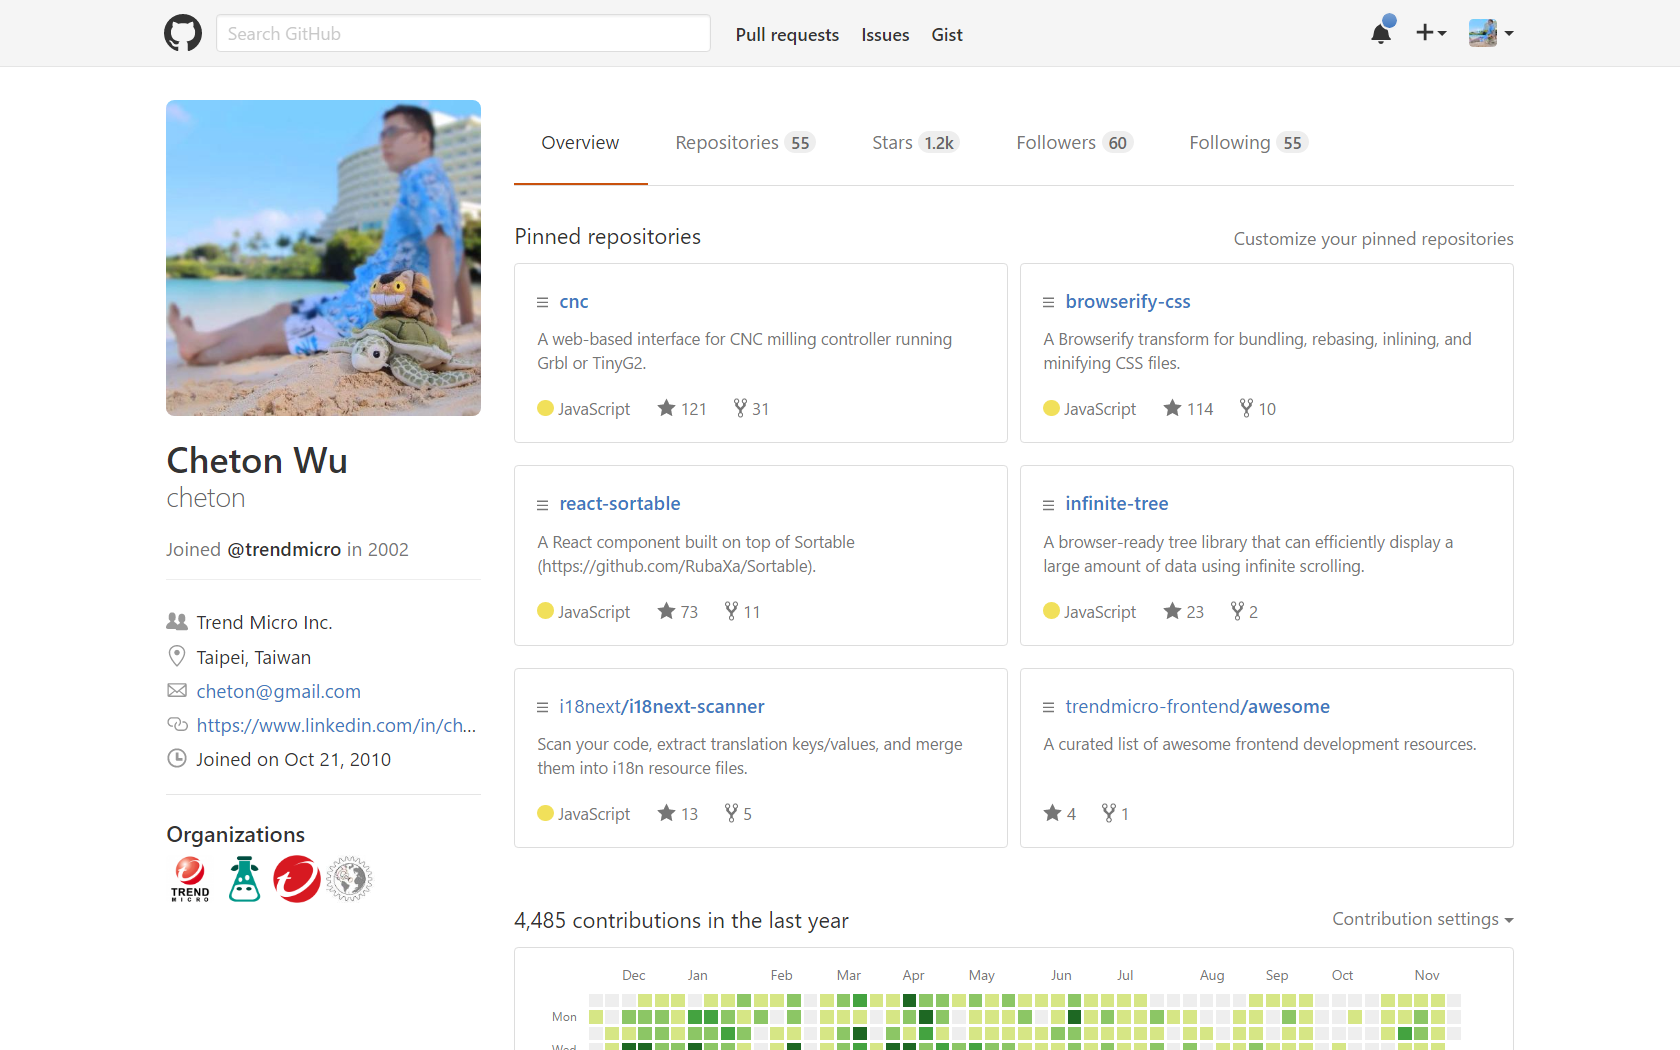 Search GitHub
Pull requests Issues Gist
Overview Repositories 55 Stars 1.2k Followers 60 Following 55
Cheton Wu
cheton
Joined @trendmicro in 2002
Trend Micro Inc.
Taipei, Taiwan
cheton@gmail.com
https://www.linkedin.com/in/ch...
Joined on Oct 21, 2010
Organizations
TREND
MICRO
Pinned repositories
Customize your pinned repositories
cnc
A web-based interface for CNC milling controller running
Grbl or TinyG2.
JavaScript 121 31
browserify-css
A Browserify transform for bundling, rebasing, inlining, and
minifying CSS files.
JavaScript 114 10
react-sortable
A React component built on top of Sortable
(https://github.com/RubaXa/Sortable).
JavaScript 73 11
infinite-tree
A browser-ready tree library that can efficiently display a
large amount of data using infinite scrolling.
JavaScript 23 2
i18next/i18next-scanner
Scan your code, extract translation keys/values, and merge
them into i18n resource files.
JavaScript 13 5
trendmicro-frontend/awesome
A curated list of awesome frontend development resources.
4 1
4,485 contributions in the last year
Contribution settings
Dec Jan Feb Mar Apr May Jun Jul Aug Sep Oct Nov
Mon
Wed